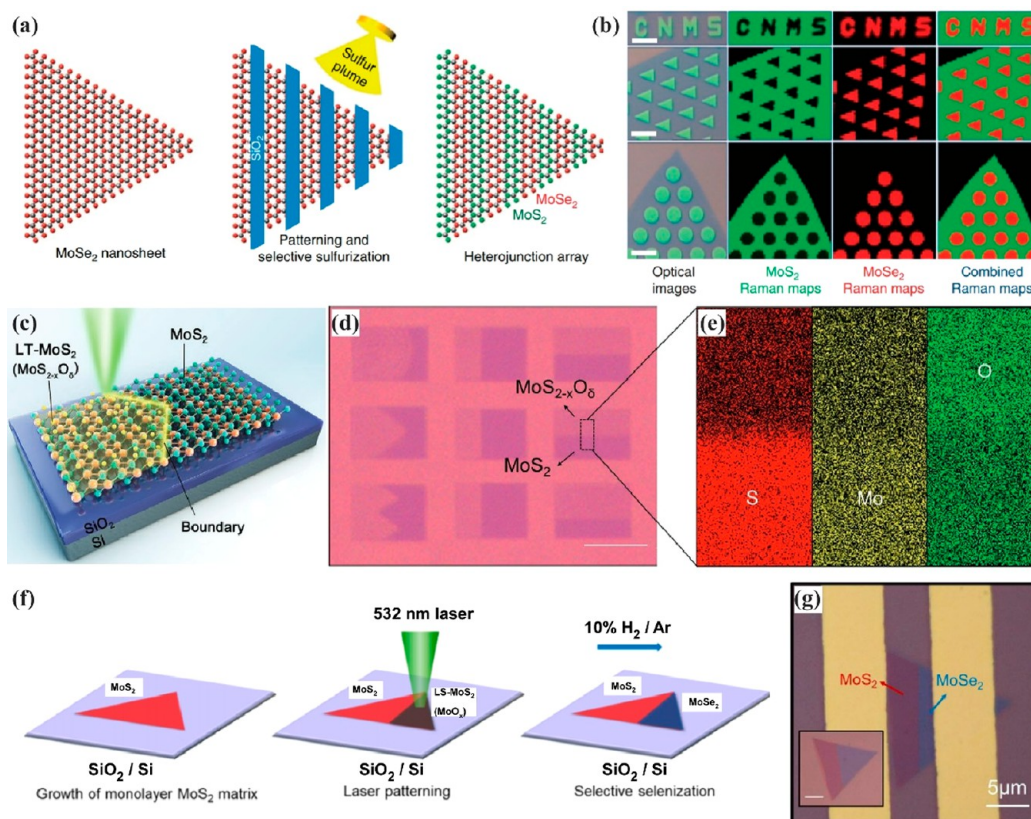 (a)
Sulfur
plume
SiO₂
MoSe₂
MoS₂
MoSe₂ nanosheet
Patterning and
selective sulfurization
Heterojunction array
(b)
C N M S
C N M S
C N M S
C N M S
Optical
images
MoS₂
Raman maps
MoSe₂
Raman maps
Combined
Raman maps
(c)
LT-MoS₂
(MoS₂₋ₓOδ)
MoS₂
Boundary
SiO₂
Si
(d)
MoS₂₋ₓOδ
MoS₂
(e)
S
Mo
O
(f)
MoS₂
SiO₂ / Si
Growth of monolayer MoS₂ matrix
532 nm laser
MoS₂
LS-MoS₂
(MoOₓ)
SiO₂ / Si
Laser patterning
10% H₂ / Ar
MoS₂
MoSe₂
SiO₂ / Si
Selective selenization
(g)
MoS₂
MoSe₂
5μm